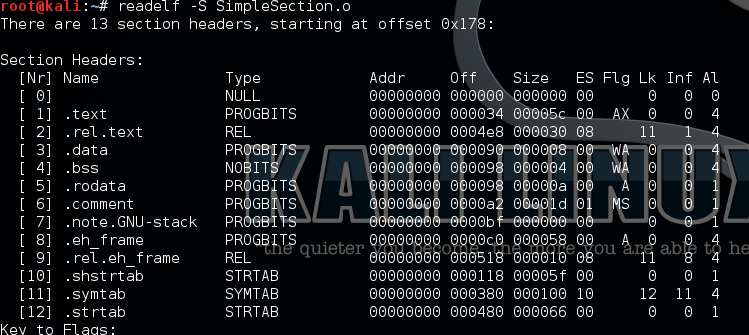 root@kali:~# readelf -S SimpleSection.o
There are 13 section headers, starting at offset 0x178:

Section Headers:
  [Nr] Name              Type            Addr     Off    Size   ES Flg Lk Inf Al
  [ 0]                   NULL            00000000 000000 000000 00      0   0  0
  [ 1] .text             PROGBITS        00000000 000034 00005c 00  AX  0   0  4
  [ 2] .rel.text         REL             00000000 0004e8 000030 08     11   1  4
  [ 3] .data             PROGBITS        00000000 000090 000008 00  WA  0   0  4
  [ 4] .bss              NOBITS          00000000 000098 000004 00  WA  0   0  4
  [ 5] .rodata           PROGBITS        00000000 000098 00000a 00   A  0   0  1
  [ 6] .comment          PROGBITS        00000000 0000a2 00001d 01  MS  0   0  1
  [ 7] .note.GNU-stack   PROGBITS        00000000 0000bf 000000 00      0   0  1
  [ 8] .eh_frame         PROGBITS        00000000 0000c0 000058 00   A  0   0  4
  [ 9] .rel.eh_frame     REL             00000000 000518 000010 08     11   8  4
  [10] .shstrtab         STRTAB          00000000 000118 00005f 00      0   0  1
  [11] .symtab           SYMTAB          00000000 000380 000100 10     12  11  4
  [12] .strtab           STRTAB          00000000 000480 000066 00      0   0  1
Key to Flags:
KALI LINUX
the quieter you become, the more you are able to he